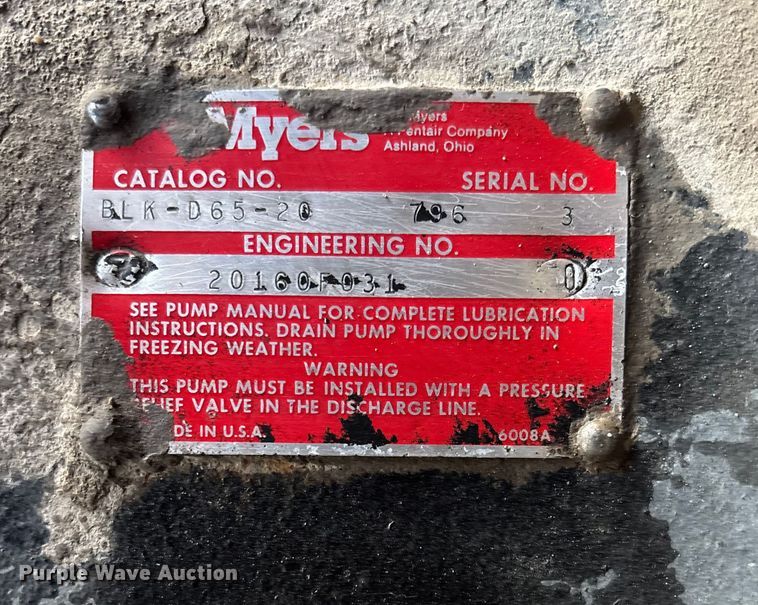 Myers
Myers
Pentair Company
Ashland, Ohio
CATALOG NO. SERIAL NO.
BLK-D65-20 796 3
ENGINEERING NO.
20160F031 0
SEE PUMP MANUAL FOR COMPLETE LUBRICATION
INSTRUCTIONS. DRAIN PUMP THOROUGHLY IN
FREEZING WEATHER.
WARNING
THIS PUMP MUST BE INSTALLED WITH A PRESSURE
RELIEF VALVE IN THE DISCHARGE LINE.
DE IN U.S.A. 6008A
Purple Wave Auction